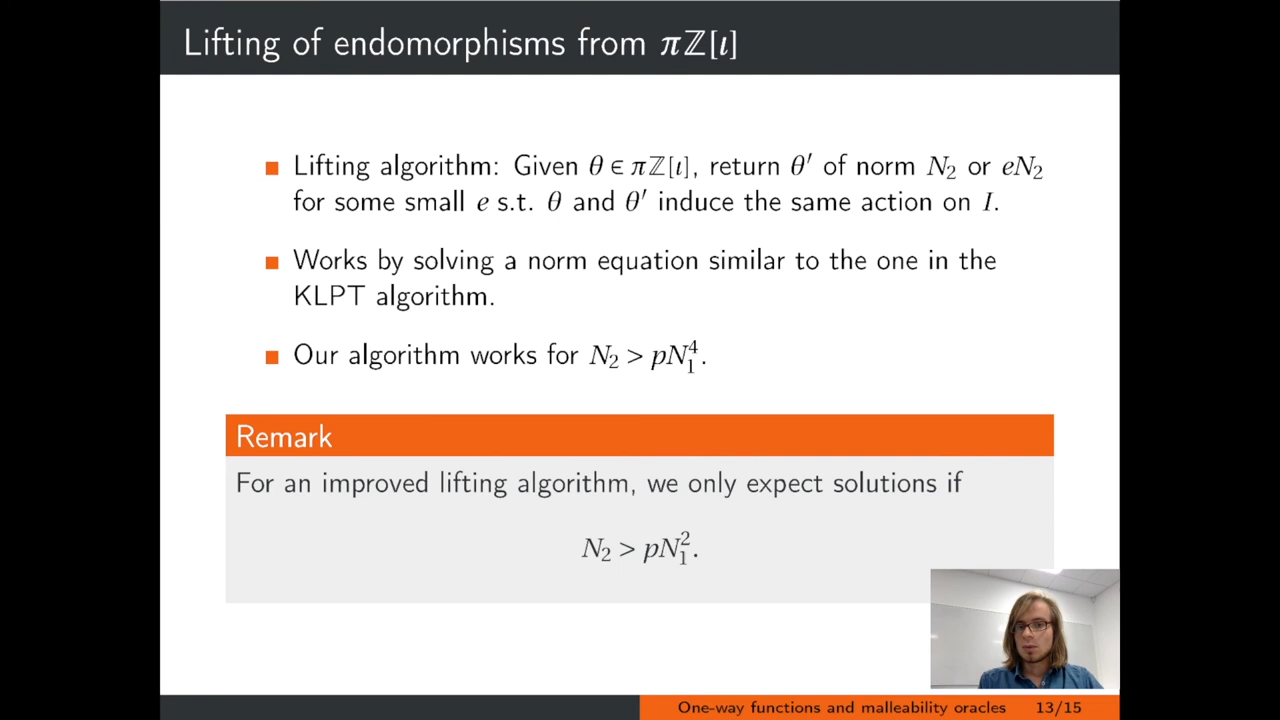 Lifting of endomorphisms from πℤ[ι]
Lifting algorithm: Given θ ∈ πℤ[ι], return θ′ of norm N₂ or eN₂
for some small e s.t. θ and θ′ induce the same action on I.
Works by solving a norm equation similar to the one in the
KLPT algorithm.
Our algorithm works for N₂ > pN₁⁴.
Remark
For an improved lifting algorithm, we only expect solutions if
N₂ > pN₁².
One-way functions and malleability oracles 13/15